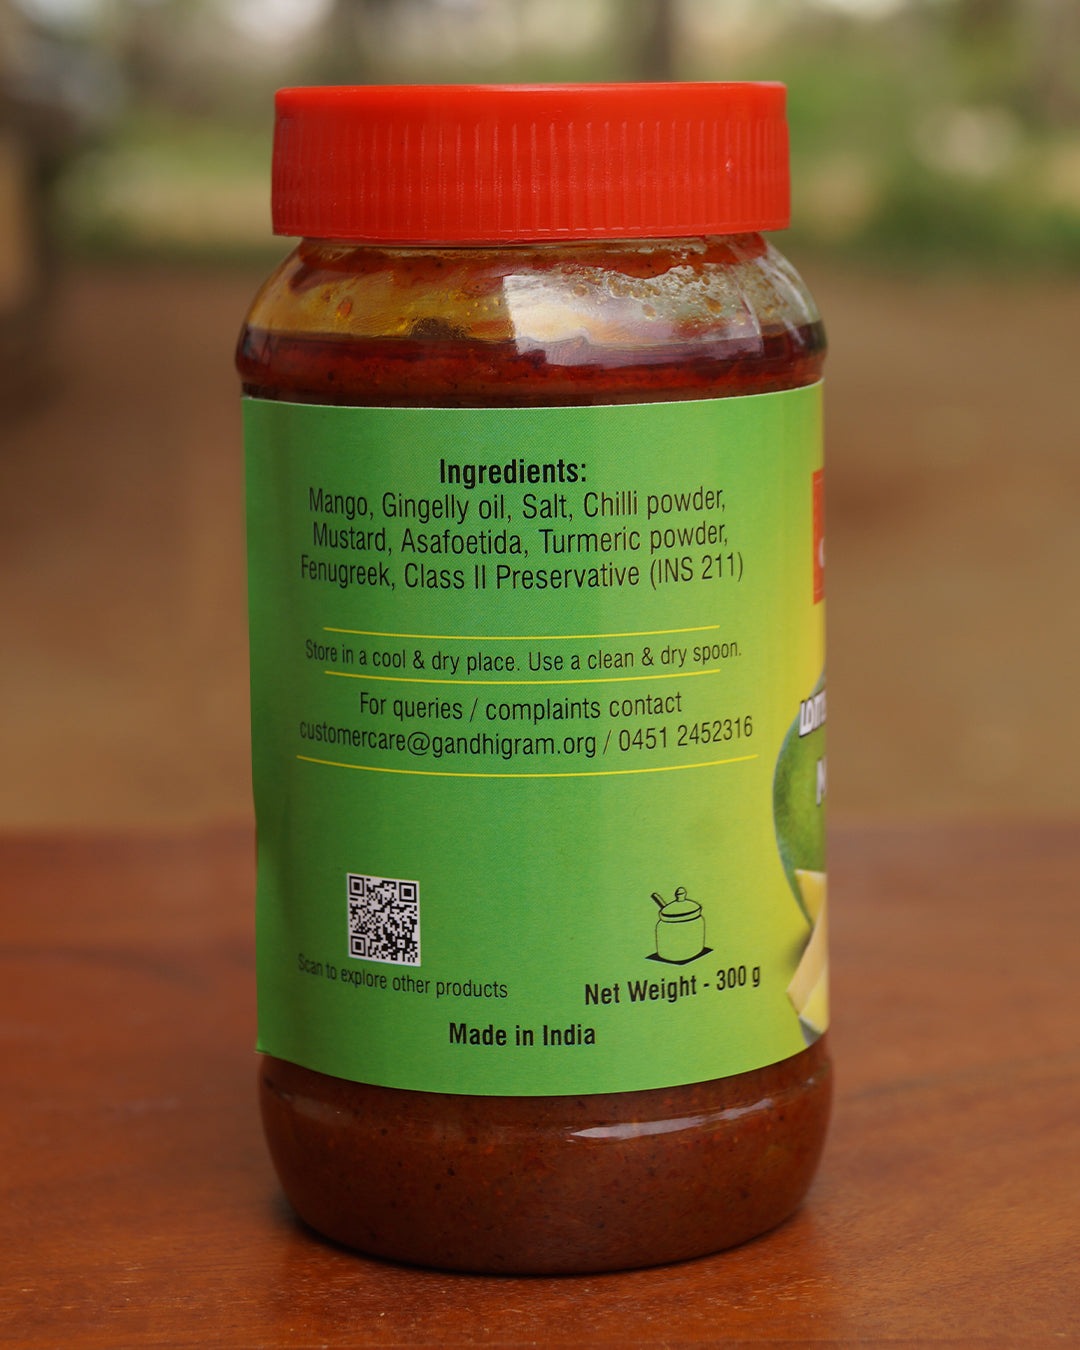 Ingredients:
Mango, Gingelly oil, Salt, Chilli powder,
Mustard, Asafoetida, Turmeric powder,
Fenugreek, Class II Preservative (INS 211)
Store in a cool & dry place. Use a clean & dry spoon.
For queries / complaints contact
customercare@gandhigram.org / 0451 2452316
Scan to explore other products
Net Weight - 300 g
Made in India